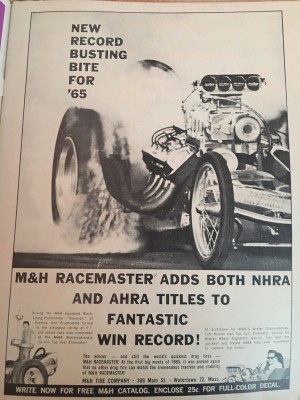 NEW
RECORD
BUSTING
BITE
FOR
'65
M&H RACEMASTER ADDS BOTH NHRA
AND AHRA TITLES TO
FANTASTIC
WIN RECORD!
The winner — And still the world's quickest drag tires —
M&H RACEMASTER! At the first big meets of 1965, it was proved again
that no other drag tire can match the tremendous traction and stability
of M&H RACEMASTER!
M&H TIRE COMPANY - 309 Main St. - Watertown 72, Mass.
WRITE NOW FOR FREE M&H CATALOG. ENCLOSE 25c FOR FULL-COLOR DECAL.